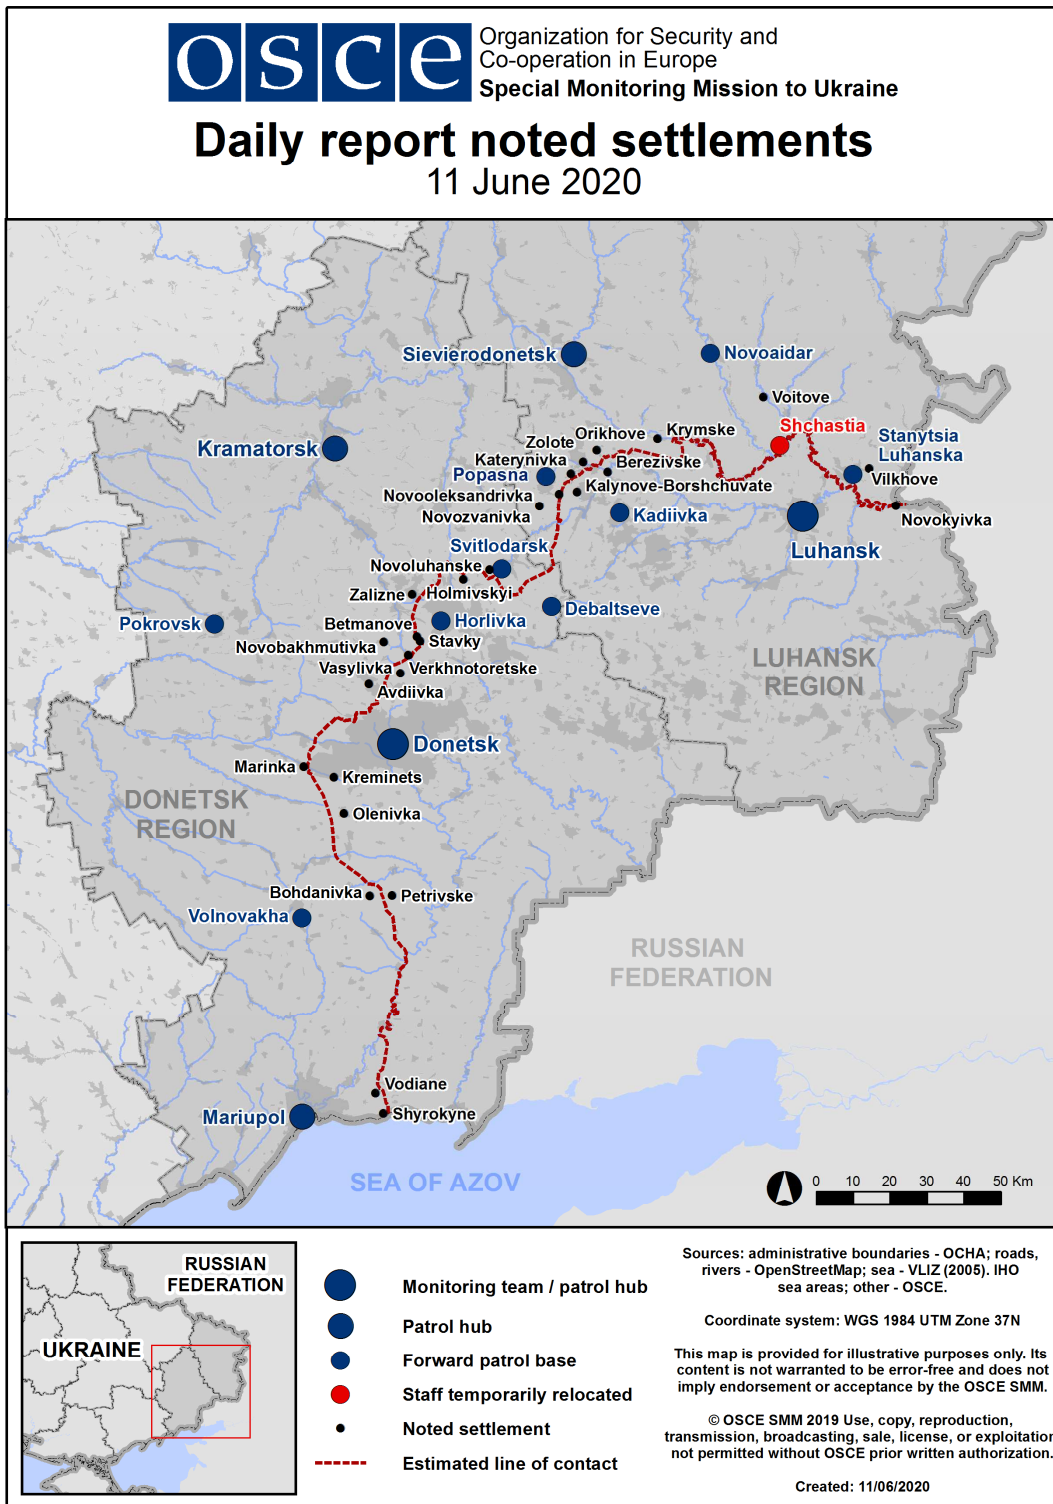 osce
Organization for Security and
Co-operation in Europe
Special Monitoring Mission to Ukraine
Daily report noted settlements
11 June 2020
Sievierodonetsk
Novoaidar
Voitove
Shchastia
Krymske
Orikhove
Zolote
Stanytsia
Luhanska
Kramatorsk
Katerynivka
Berezivske
Popasna
Vilkhove
Kalynove-Borshchuvate
Novooleksandrivka
Novozvanivka
Kadiivka
Novokyivka
Luhansk
Svitlodarsk
Novoluhanske
Holmivskyi
Zalizne
Debaltseve
Pokrovsk
Betmanove
Horlivka
Stavky
Novobakhmutivka
Vasylivka
Verkhnotoretske
Avdiivka
LUHANSK
REGION
Donetsk
Marinka
Kreminets
DONETSK
REGION
Olenivka
Bohdanivka
Petrivske
Volnovakha
RUSSIAN
FEDERATION
Vodiane
Shyrokyne
Mariupol
SEA OF AZOV
0 10 20 30 40 50 Km
RUSSIAN
FEDERATION
UKRAINE
Monitoring team / patrol hub
Patrol hub
Forward patrol base
Staff temporarily relocated
Noted settlement
Estimated line of contact
Sources: administrative boundaries - OCHA; roads,
rivers - OpenStreetMap; sea - VLIZ (2005). IHO
sea areas; other - OSCE.
Coordinate system: WGS 1984 UTM Zone 37N
This map is provided for illustrative purposes only. Its
content is not warranted to be error-free and does not
imply endorsement or acceptance by the OSCE SMM.
© OSCE SMM 2019 Use, copy, reproduction,
transmission, broadcasting, sale, license, or exploitation
not permitted without OSCE prior written authorization.
Created: 11/06/2020